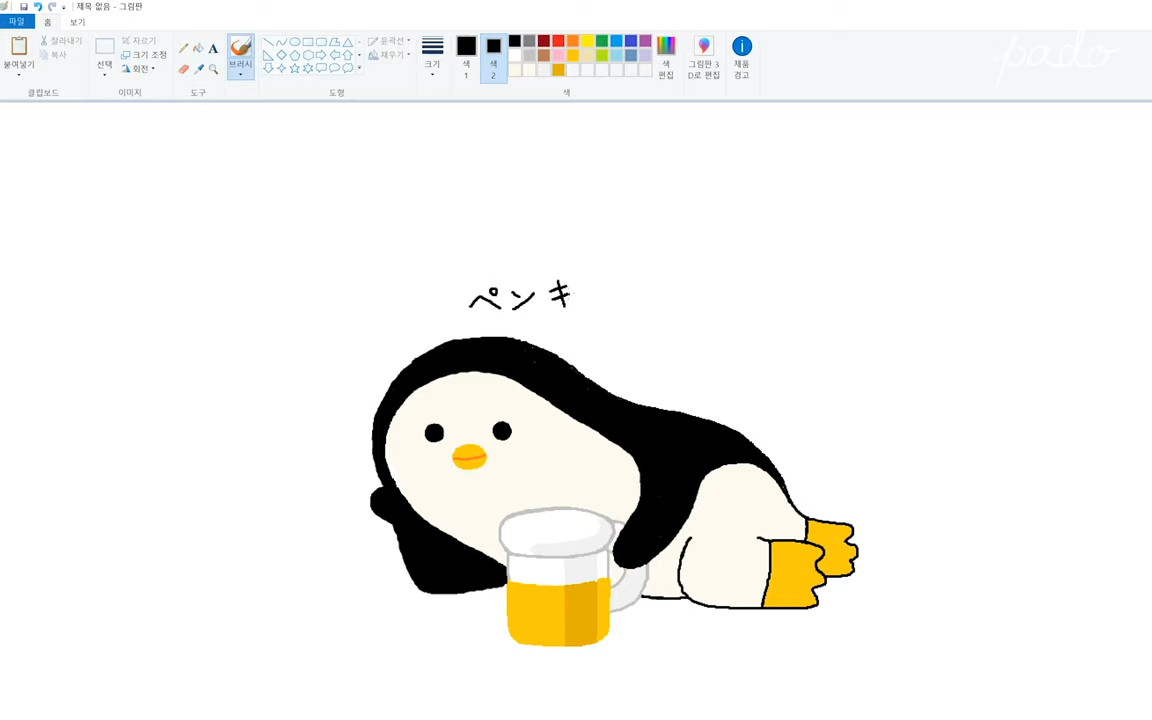 제목 없음 - 그림판
파일 홈 보기
붙여넣기 잘라내기 복사 선택 자르기 크기 조정 회전 A 브러시 윤곽선 채우기 크기 색 1 색 2 색 편집 그림판 3D로 편집 제품 경고
클립보드 이미지 도구 도형 색
pado
ペンキ